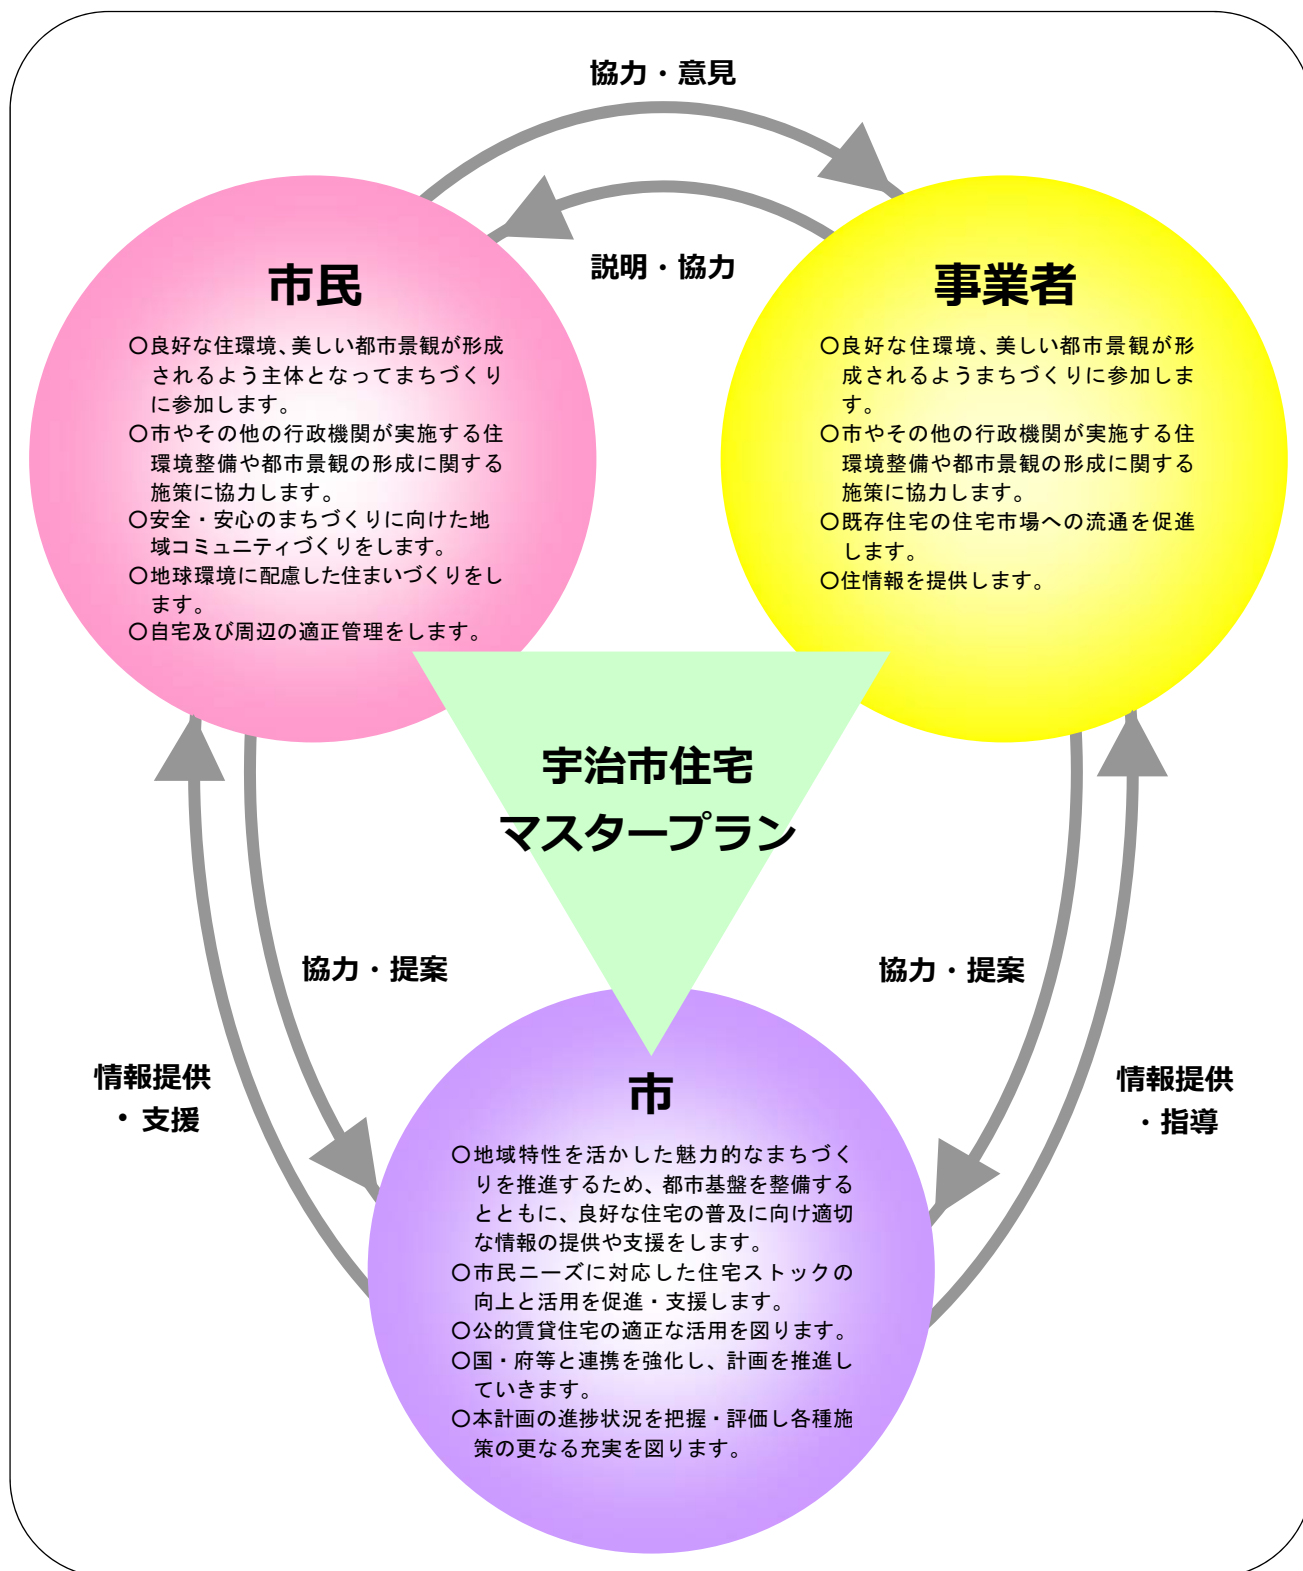 協力・意見
説明・協力
市民
〇良好な住環境、美しい都市景観が形成
されるよう主体となってまちづくり
に参加します。
〇市やその他の行政機関が実施する住
環境整備や都市景観の形成に関する
施策に協力します。
〇安全・安心のまちづくりに向けた地
域コミュニティづくりをします。
〇地球環境に配慮した住まいづくりをし
ます。
〇自宅及び周辺の適正管理をします。
事業者
〇良好な住環境、美しい都市景観が形
成されるようまちづくりに参加しま
す。
〇市やその他の行政機関が実施する住
環境整備や都市景観の形成に関する
施策に協力します。
〇既存住宅の住宅市場への流通を促進
します。
〇住情報を提供します。
宇治市住宅
マスタープラン
協力・提案
協力・提案
情報提供
・支援
情報提供
・指導
市
〇地域特性を活かした魅力的なまちづく
りを推進するため、都市基盤を整備する
とともに、良好な住宅の普及に向け適切
な情報の提供や支援をします。
〇市民ニーズに対応した住宅ストックの
向上と活用を促進・支援します。
〇公的賃貸住宅の適正な活用を図ります。
〇国・府等と連携を強化し、計画を推進し
ていきます。
〇本計画の進捗状況を把握・評価し各種施
策の更なる充実を図ります。